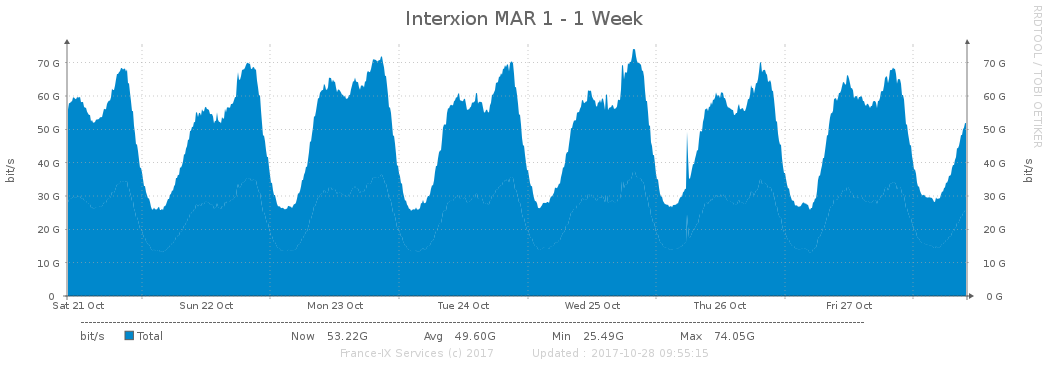 Interxion MAR 1 - 1 Week
RRDTOOL / TOBI OETIKER
bit/s
70 G 70 G
60 G 60 G
50 G 50 G
40 G 40 G
30 G 30 G
20 G 20 G
10 G 10 G
0 0 G
bit/s
Sat 21 Oct Sun 22 Oct Mon 23 Oct Tue 24 Oct Wed 25 Oct Thu 26 Oct Fri 27 Oct
bit/s Total Now 53.22G Avg 49.60G Min 25.49G Max 74.05G
France-IX Services (c) 2017 Updated : 2017-10-28 09:55:15